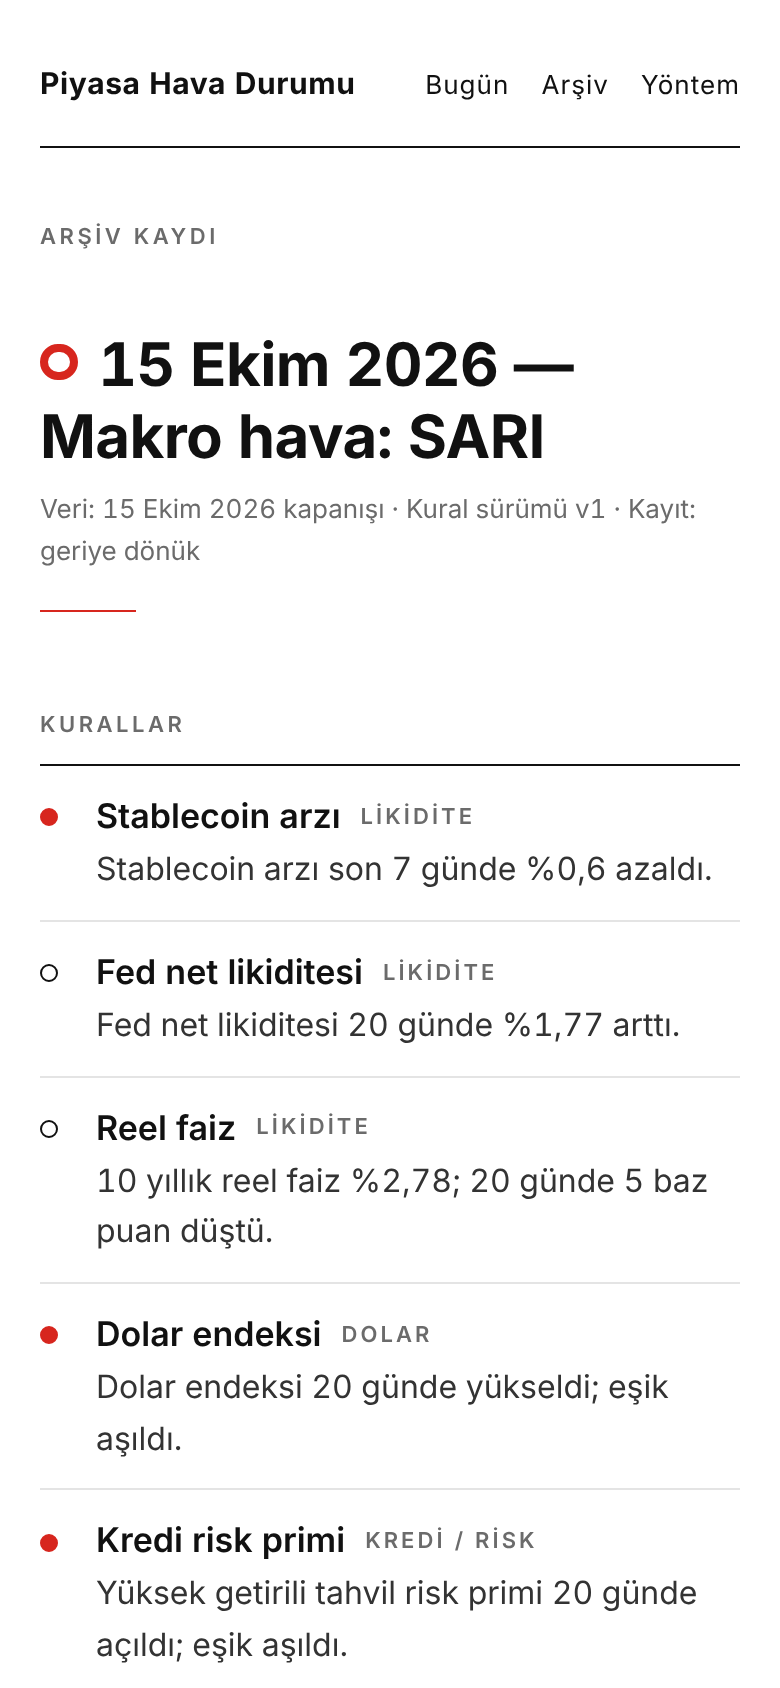 Piyasa Hava Durumu Bugün Arşiv Yöntem
ARŞİV KAYDI
15 Ekim 2026 —
Makro hava: SARI
Veri: 15 Ekim 2026 kapanışı · Kural sürümü v1 · Kayıt:
geriye dönük
KURALLAR
Stablecoin arzı LİKİDİTE
Stablecoin arzı son 7 günde %0,6 azaldı.
Fed net likiditesi LİKİDİTE
Fed net likiditesi 20 günde %1,77 arttı.
Reel faiz LİKİDİTE
10 yıllık reel faiz %2,78; 20 günde 5 baz
puan düştü.
Dolar endeksi DOLAR
Dolar endeksi 20 günde yükseldi; eşik
aşıldı.
Kredi risk primi KREDİ / RİSK
Yüksek getirili tahvil risk primi 20 günde
açıldı; eşik aşıldı.